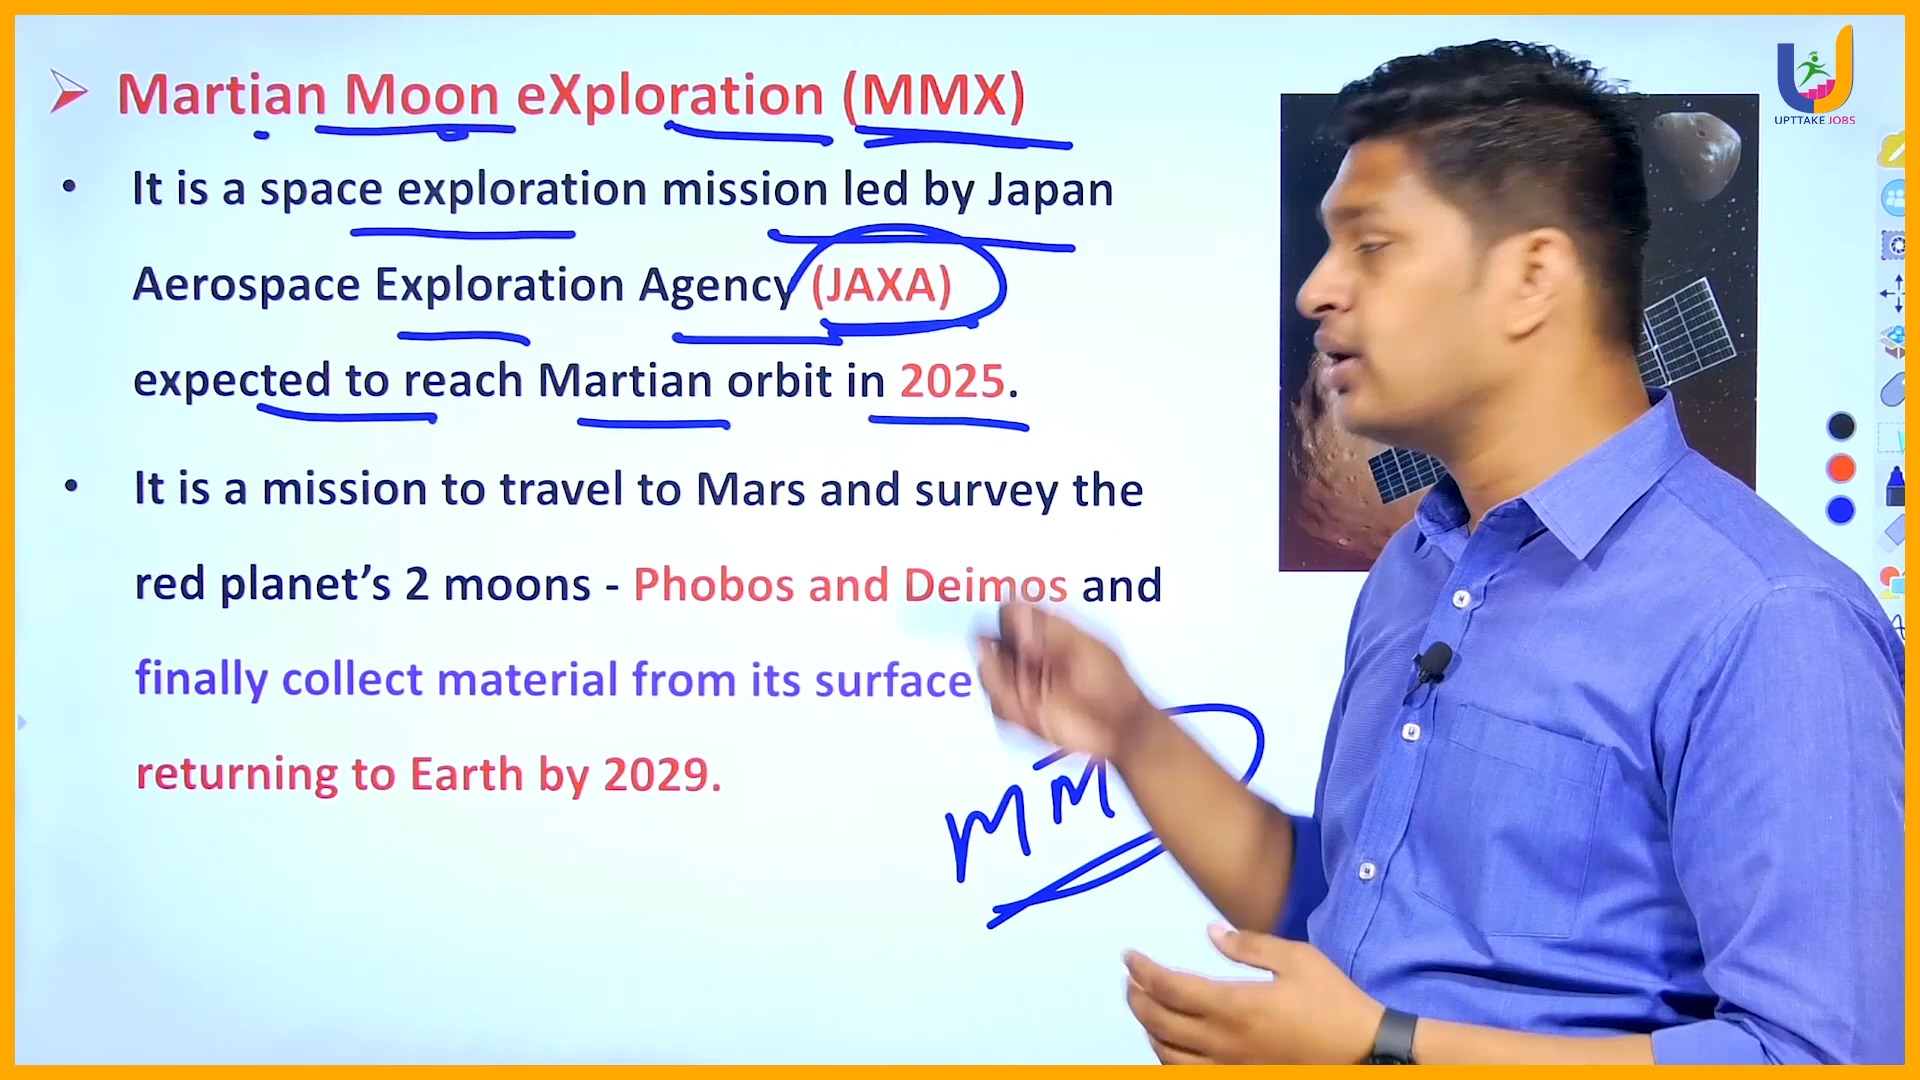 UPTTAKE JOBS
Martian Moon eXploration (MMX)
• It is a space exploration mission led by Japan
Aerospace Exploration Agency (JAXA)
expected to reach Martian orbit in 2025.
• It is a mission to travel to Mars and survey the
red planet’s 2 moons - Phobos and Deimos and
finally collect material from its surface
returning to Earth by 2029.
MM